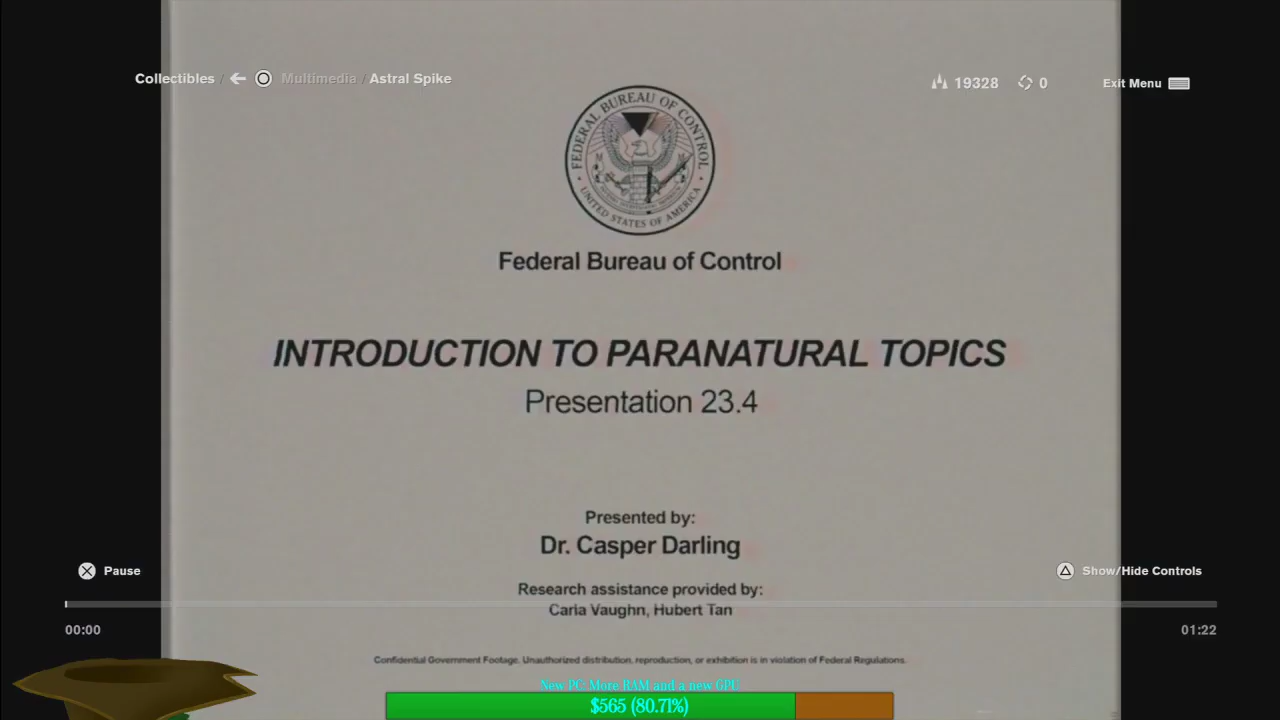 Collectibles / Multimedia / Astral Spike
19328
0
Exit Menu
FEDERAL BUREAU OF CONTROL
UNITED STATES OF AMERICA
Federal Bureau of Control
INTRODUCTION TO PARANATURAL TOPICS
Presentation 23.4
Presented by:
Dr. Casper Darling
Pause
Show/Hide Controls
Research assistance provided by:
Carla Vaughn, Hubert Tan
00:00
01:22
Confidential Government Footage. Unauthorized distribution, reproduction, or exhibition is in violation of Federal Regulations.
New PC: More RAM and a new GPU
$565 (80.71%)